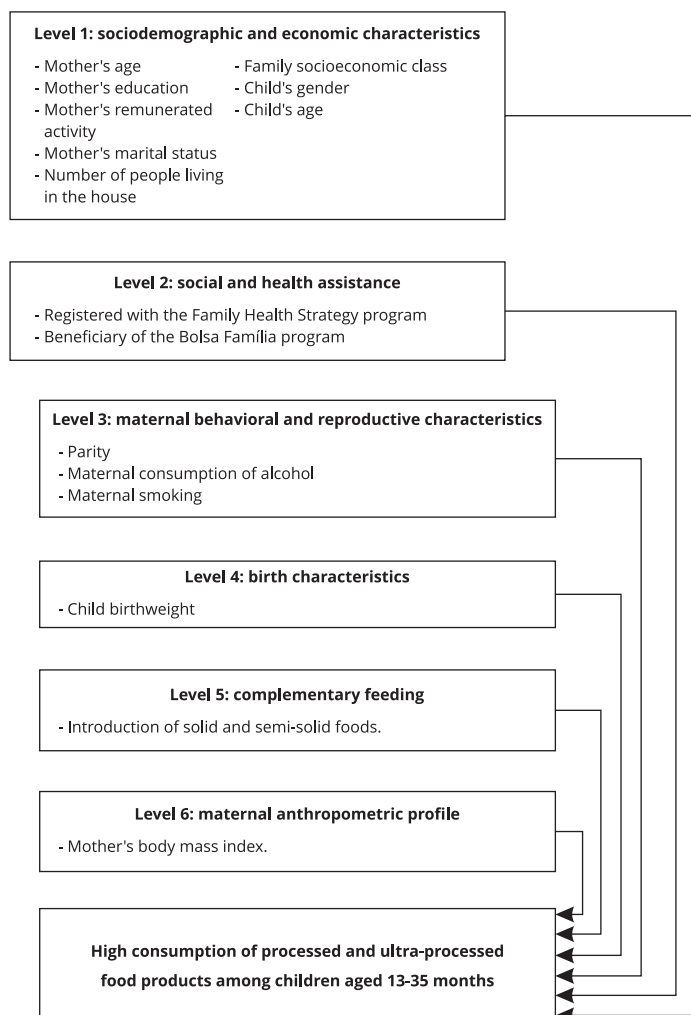 Level 1: sociodemographic and economic characteristics
- Mother's age
- Mother's education
- Mother's remunerated
activity
- Mother's marital status
- Number of people living
in the house
- Family socioeconomic class
- Child's gender
- Child's age
Level 2: social and health assistance
- Registered with the Family Health Strategy program
- Beneficiary of the Bolsa Família program
Level 3: maternal behavioral and reproductive characteristics
- Parity
- Maternal consumption of alcohol
- Maternal smoking
Level 4: birth characteristics
- Child birthweight
Level 5: complementary feeding
- Introduction of solid and semi-solid foods.
Level 6: maternal anthropometric profile
- Mother's body mass index.
High consumption of processed and ultra-processed
food products among children aged 13-35 months